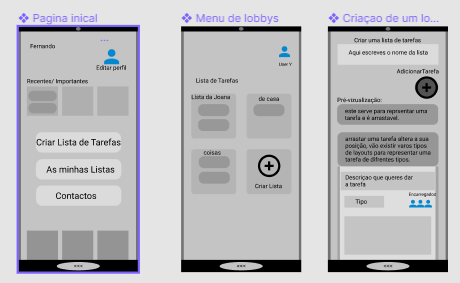 Pagina inical
Menu de lobbys
Criaçao de um lo...
Fernando
...
Editar perfil
Recentes/ Importantes
Criar Lista de Tarefas
As minhas Listas
Contactos
User Y
Lista de Tarefas
Lista da Joana
de casa
coisas
Criar Lista
Criar uma lista de tarefas
Aqui escreves o nome da lista
AdicionarTarefa
Pré-vizualização:
este serve para reprsentar uma
tarefa e é arrastavel.
arrastar uma tarefa altera a sua
posição, vão existir varos tipos
de layouts para representar uma
tarefa de difrentes tipos.
Descriçao que queres dar
a tarefa
Encarregados
Tipo